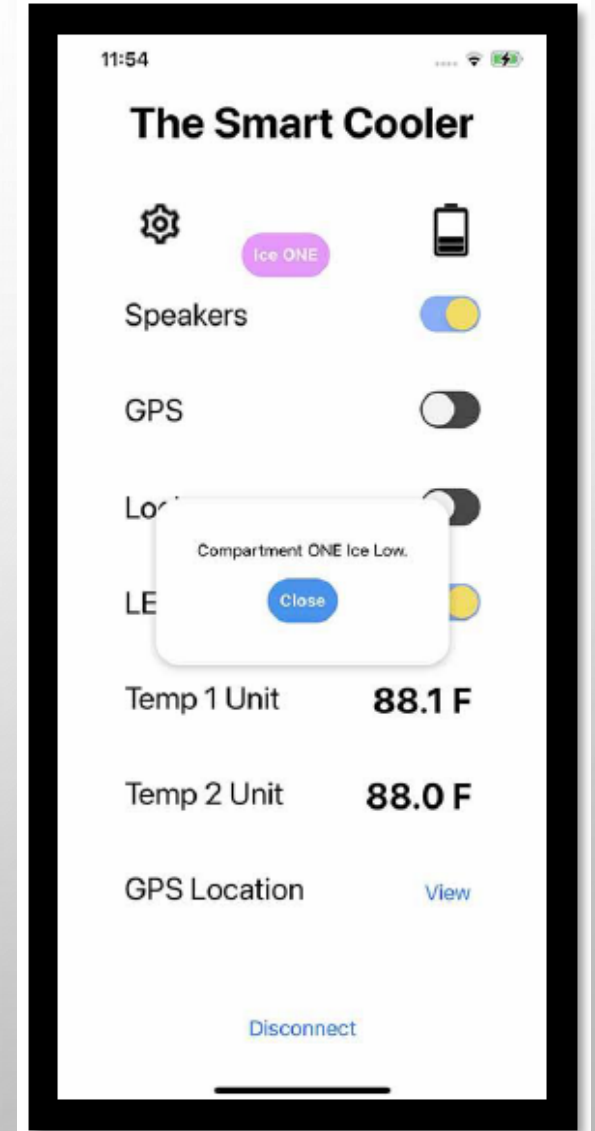 11:54
The Smart Cooler
Ice ONE
Speakers
GPS
Compartment ONE Ice Low.
Close
Temp 1 Unit 88.1 F
Temp 2 Unit 88.0 F
GPS Location View
Disconnect